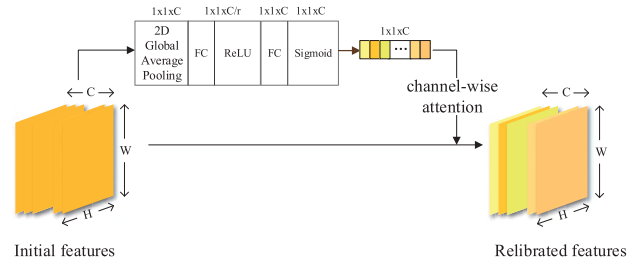 1x1xC 1x1xC/r 1x1xC 1x1xC
2D
Global
Average
Pooling
FC
ReLU
FC
Sigmoid
1x1xC
...
channel-wise
attention
C
W
H
C
W
H
Initial features
Relibrated features